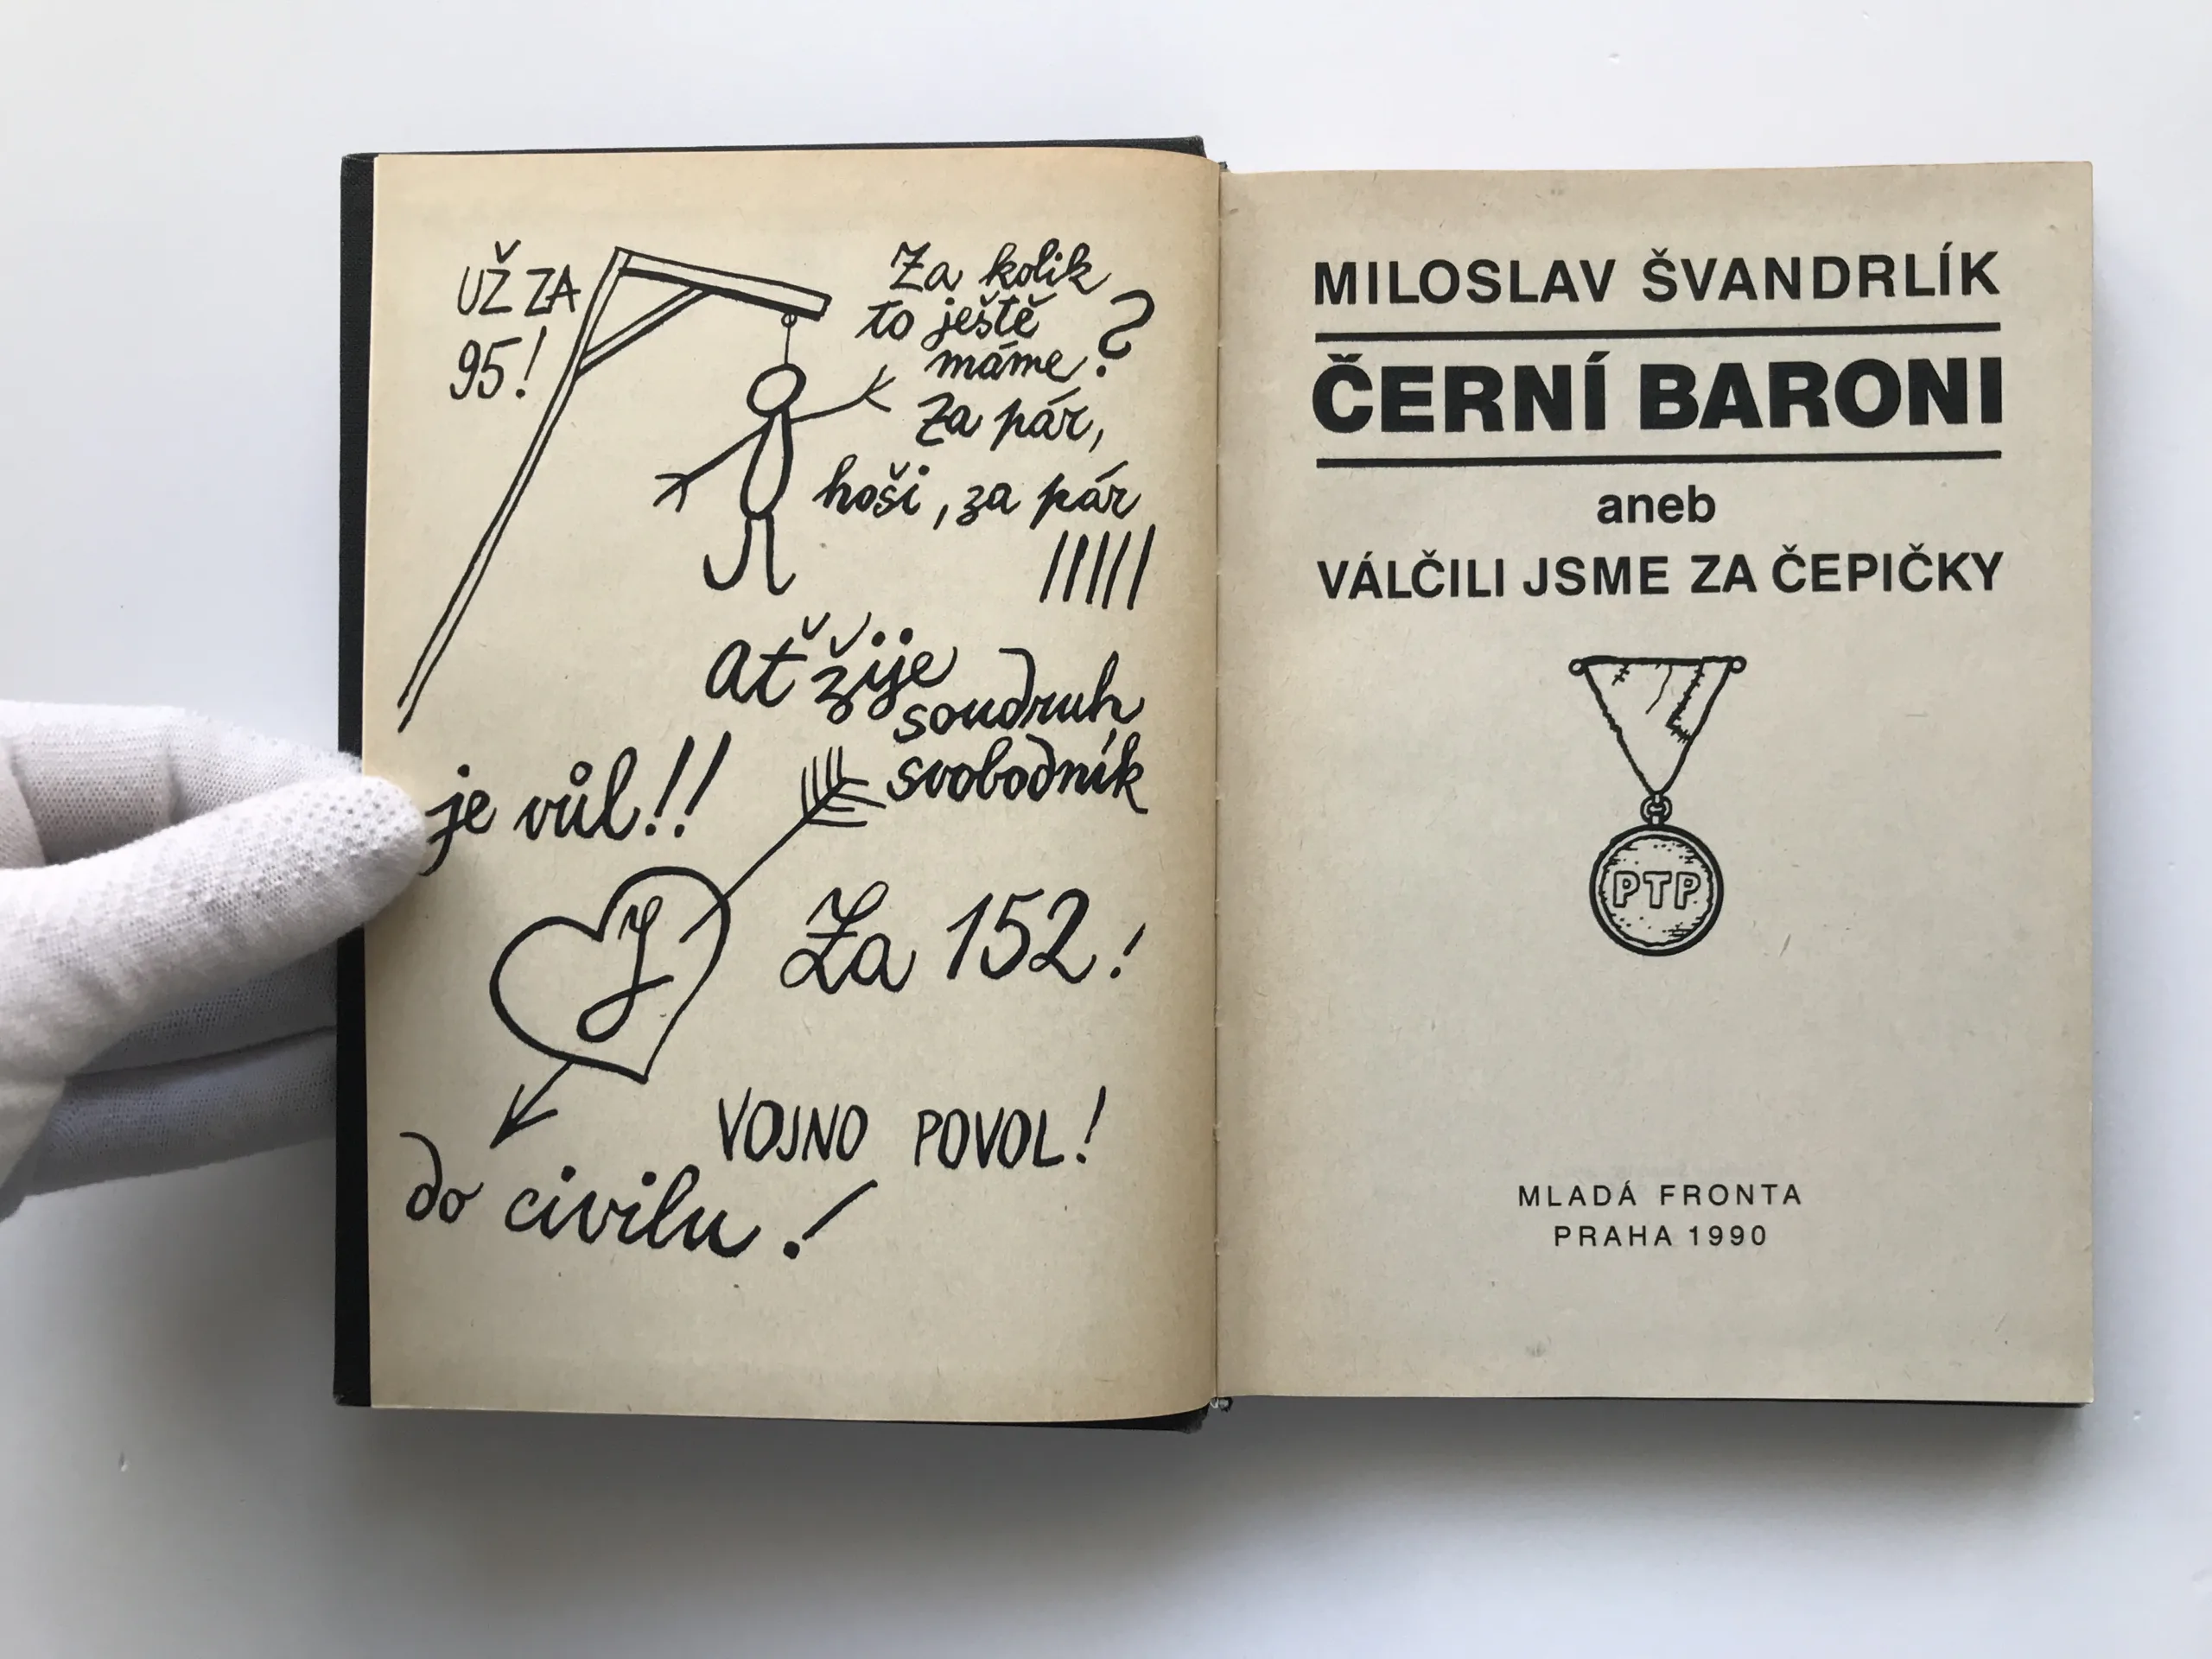 UŽ ZA
95!
Za kolik
to ještě
máme?
Za pár,
hoši, za pár
Ať žije
soudruh
svobodník
je vůl!!
J
Za 152!
VOJNO POVOL!
do civilu!
MILOSLAV ŠVANDRLÍK
ČERNÍ BARONI
aneb
VÁLČILI JSME ZA ČEPIČKY
PTP
MLADÁ FRONTA
PRAHA 1990